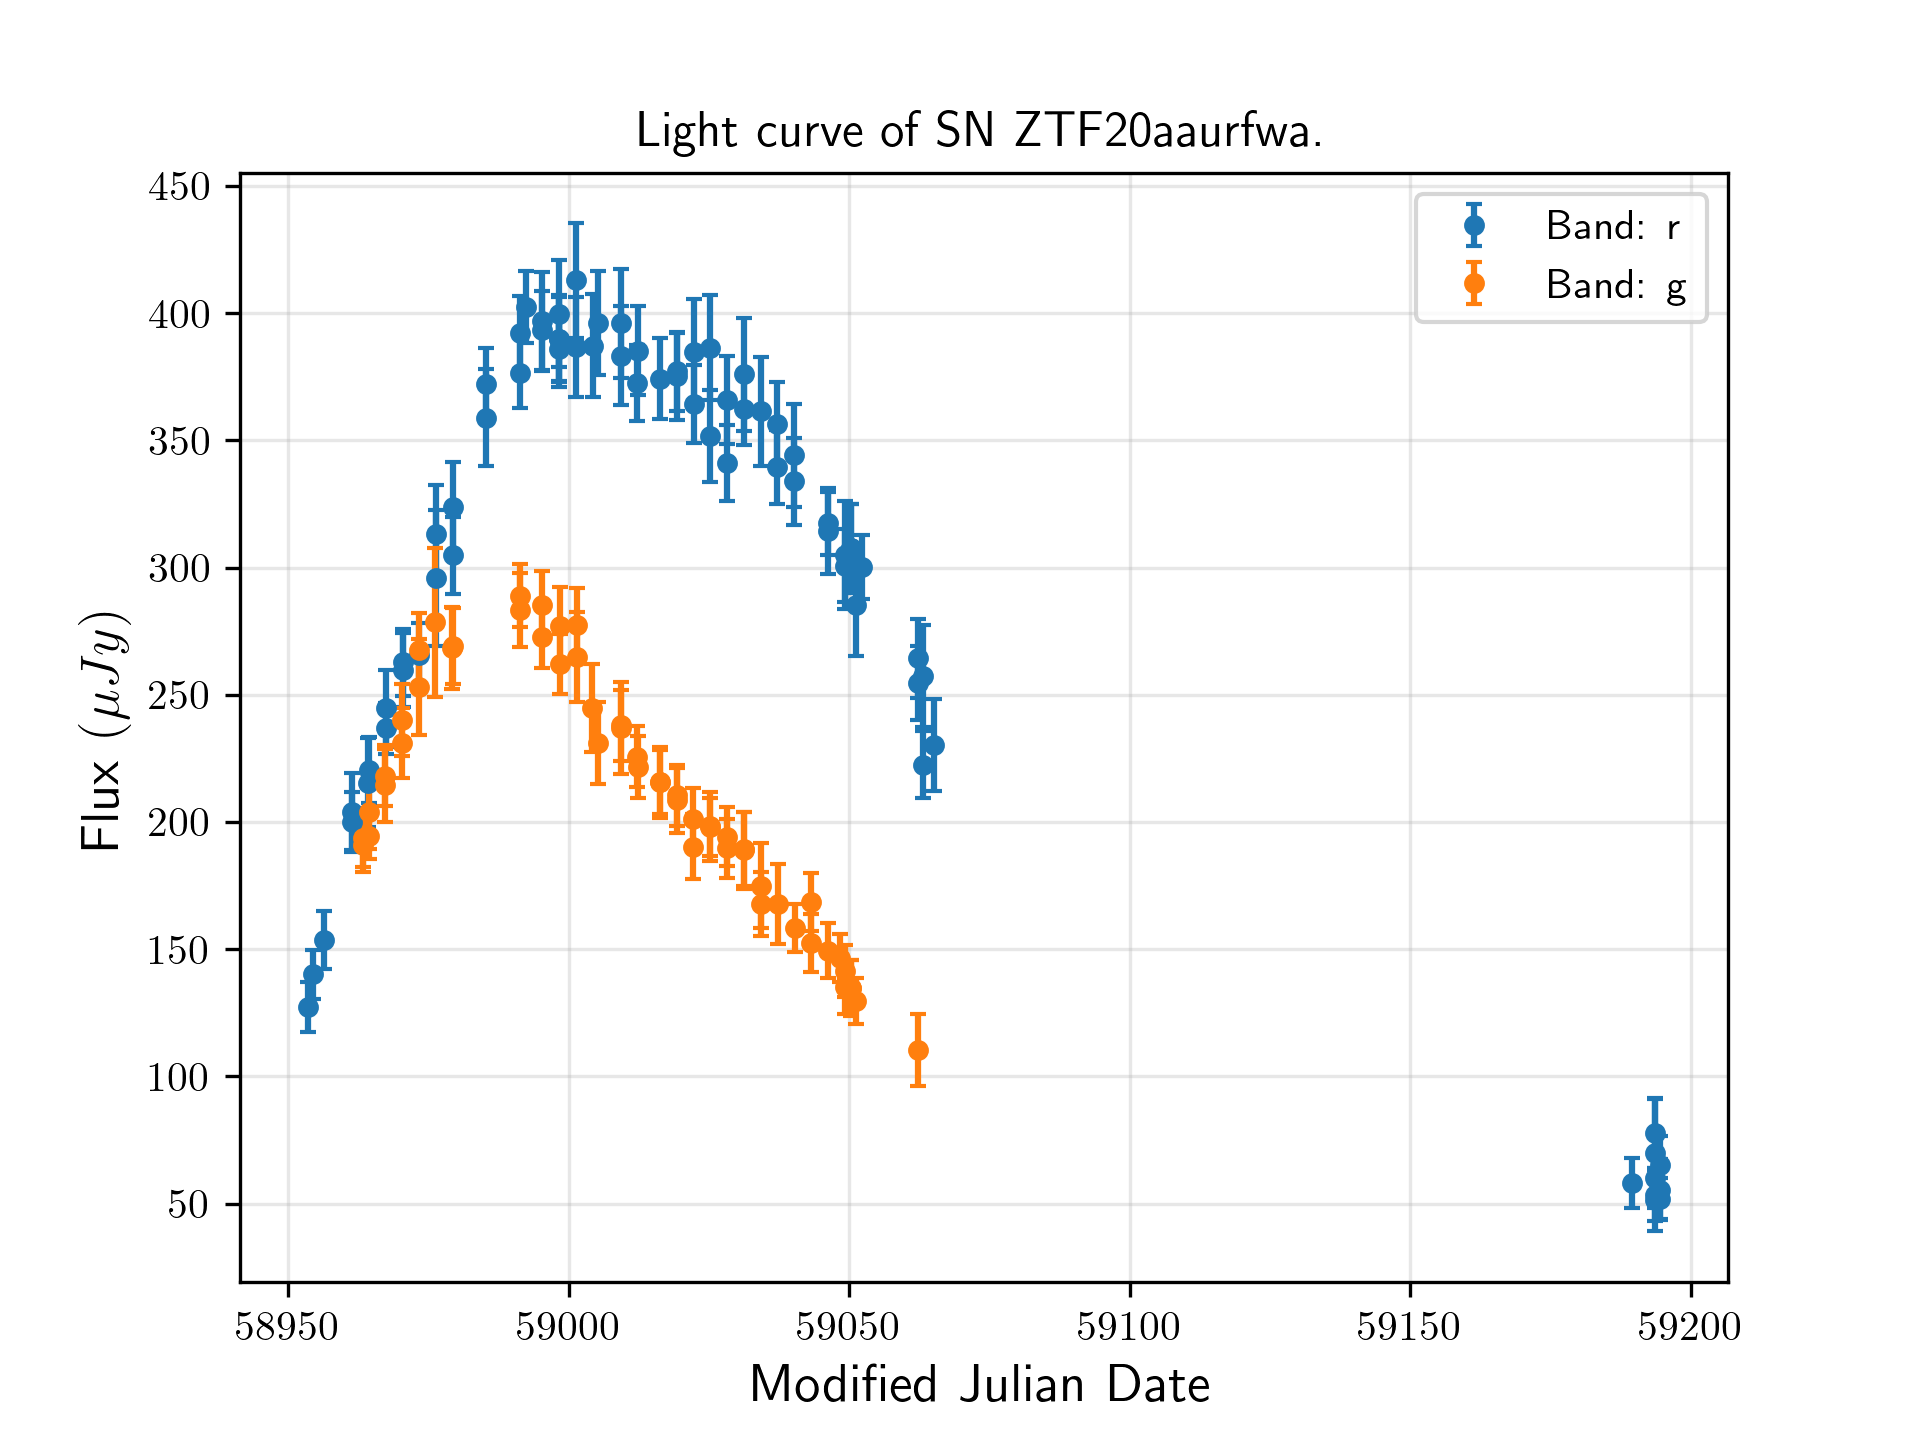 Light curve of SN ZTF20aaurfwa.
450
400
350
300
250
200
150
100
50
Flux (μJy)
Band: r
Band: g
58950 59000 59050 59100 59150 59200
Modified Julian Date